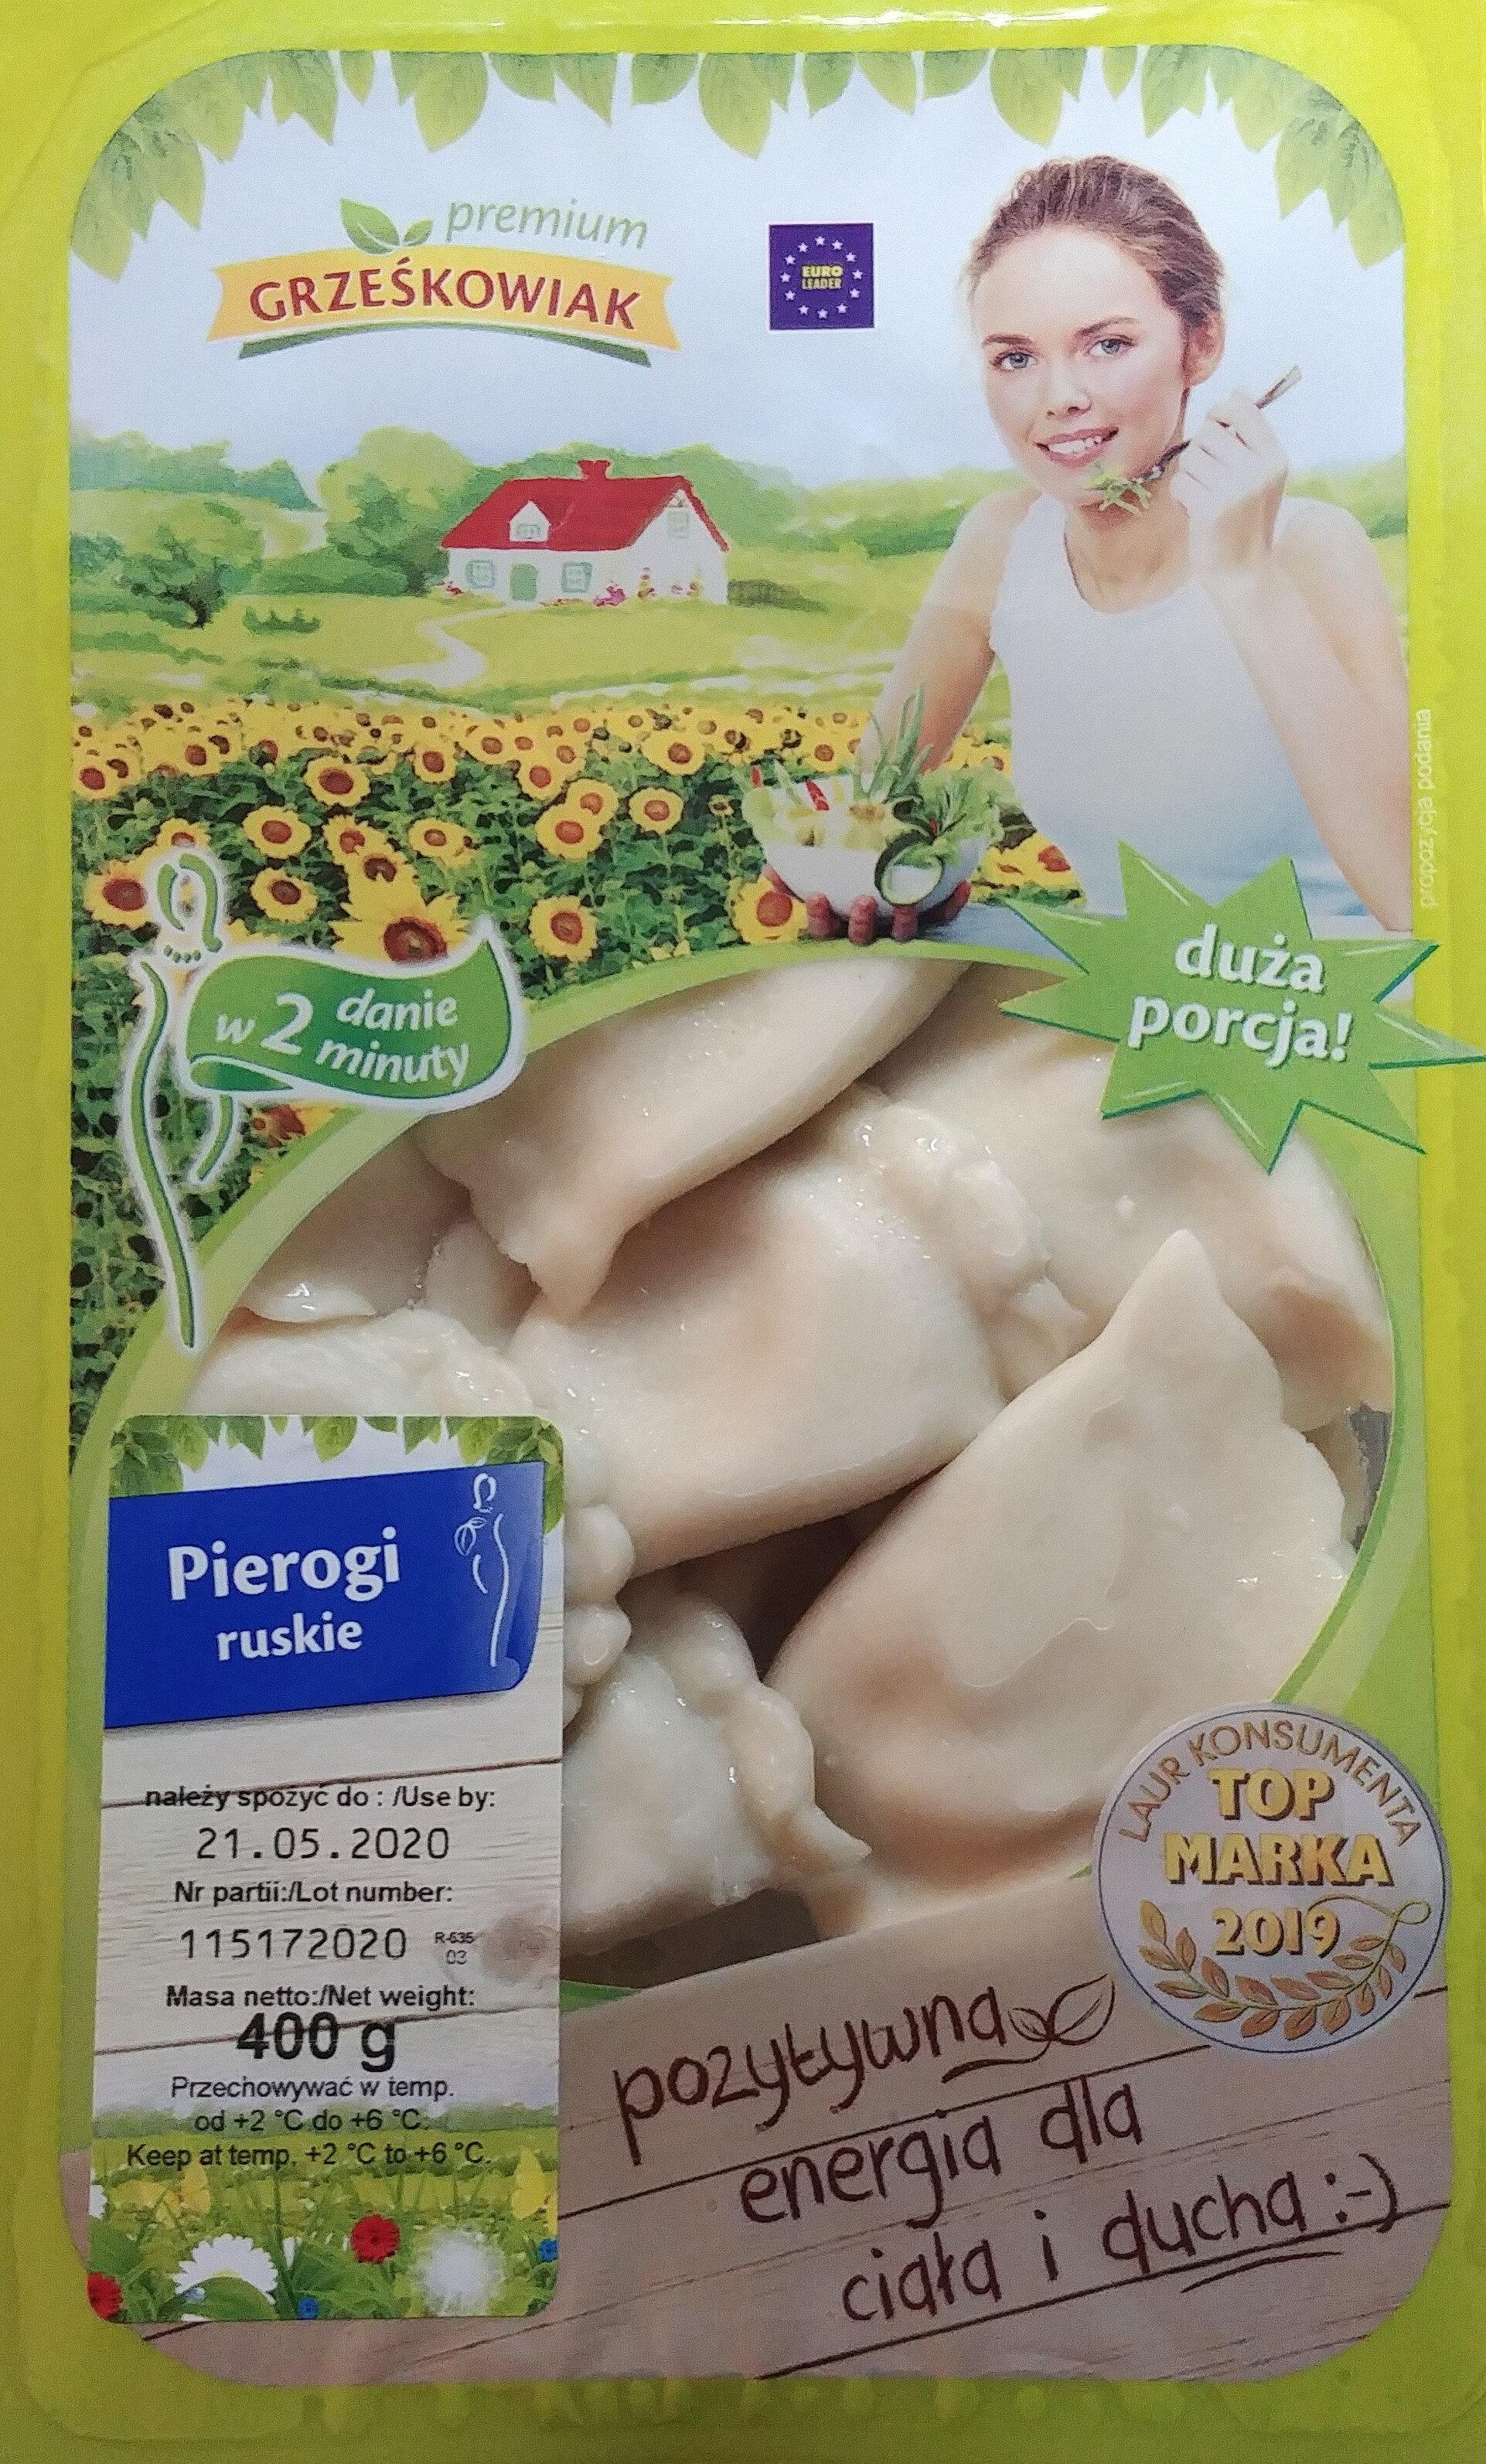 premium
GRZEŚKOWIAK
EURO
LEADER
propozycja podania
danie
w 2 minuty
duża
porcja!
Pierogi
ruskie
należy spożyć do : /Use by:
21.05.2020
Nr partii:/Lot number:
115172020 R-635
03
Masa netto:/Net weight:
400 g
Przechowywać w temp.
od +2 °C do +6 °C.
Keep at temp. +2 °C to +6 °C.
LAUR KONSUMENTA
TOP
MARKA
2019
pozytywna
energia dla
ciała i ducha :-)